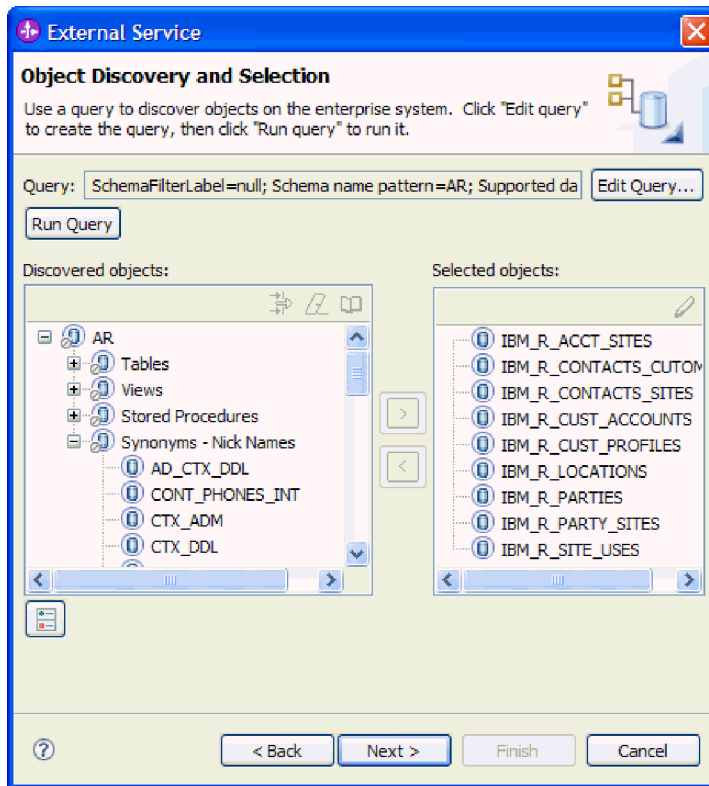 External Service
Object Discovery and Selection
Use a query to discover objects on the enterprise system. Click "Edit query"
to create the query, then click "Run query" to run it.
Query: SchemaFilterLabel=null; Schema name pattern=AR; Supported da Edit Query...
Run Query
Discovered objects:
AR
Tables
Views
Stored Procedures
Synonyms - Nick Names
AD_CTX_DDL
CONT_PHONES_INT
CTX_ADM
CTX_DDL
Selected objects:
IBM_R_ACCT_SITES
IBM_R_CONTACTS_CUTOM
IBM_R_CONTACTS_SITES
IBM_R_CUST_ACCOUNTS
IBM_R_CUST_PROFILES
IBM_R_LOCATIONS
IBM_R_PARTIES
IBM_R_PARTY_SITES
IBM_R_SITE_USES
> 
<
? < Back Next > Finish Cancel